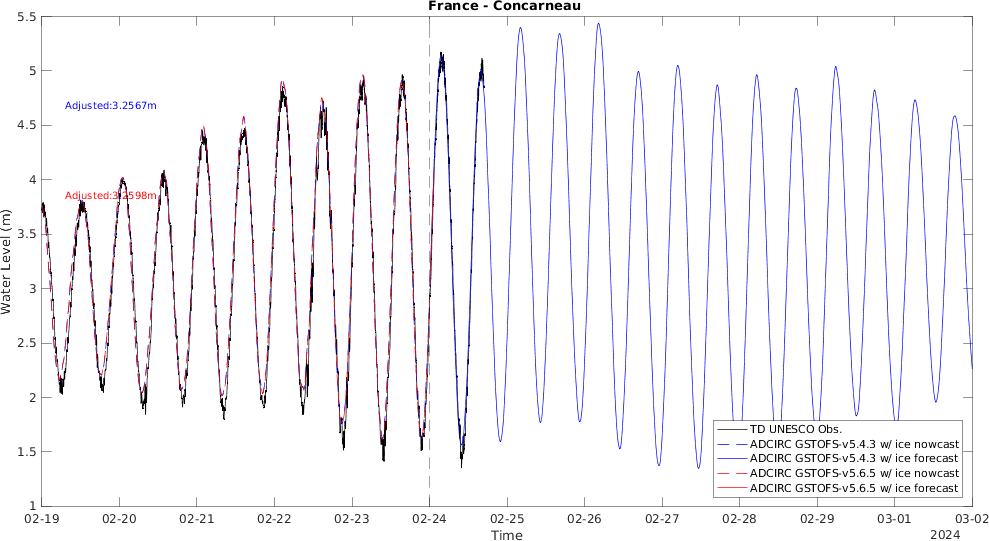 France - Concarneau
5.5
5
4.5
4
3.5
3
2.5
2
1.5
1
Water Level (m)
Adjusted:3.2567m
Adjusted:3.2598m
TD UNESCO Obs.
ADCIRC GSTOFS-v5.4.3 w/ ice nowcast
ADCIRC GSTOFS-v5.4.3 w/ ice forecast
ADCIRC GSTOFS-v5.6.5 w/ ice nowcast
ADCIRC GSTOFS-v5.6.5 w/ ice forecast
02-19 02-20 02-21 02-22 02-23 02-24 02-25 02-26 02-27 02-28 02-29 03-01 03-02
Time
2024